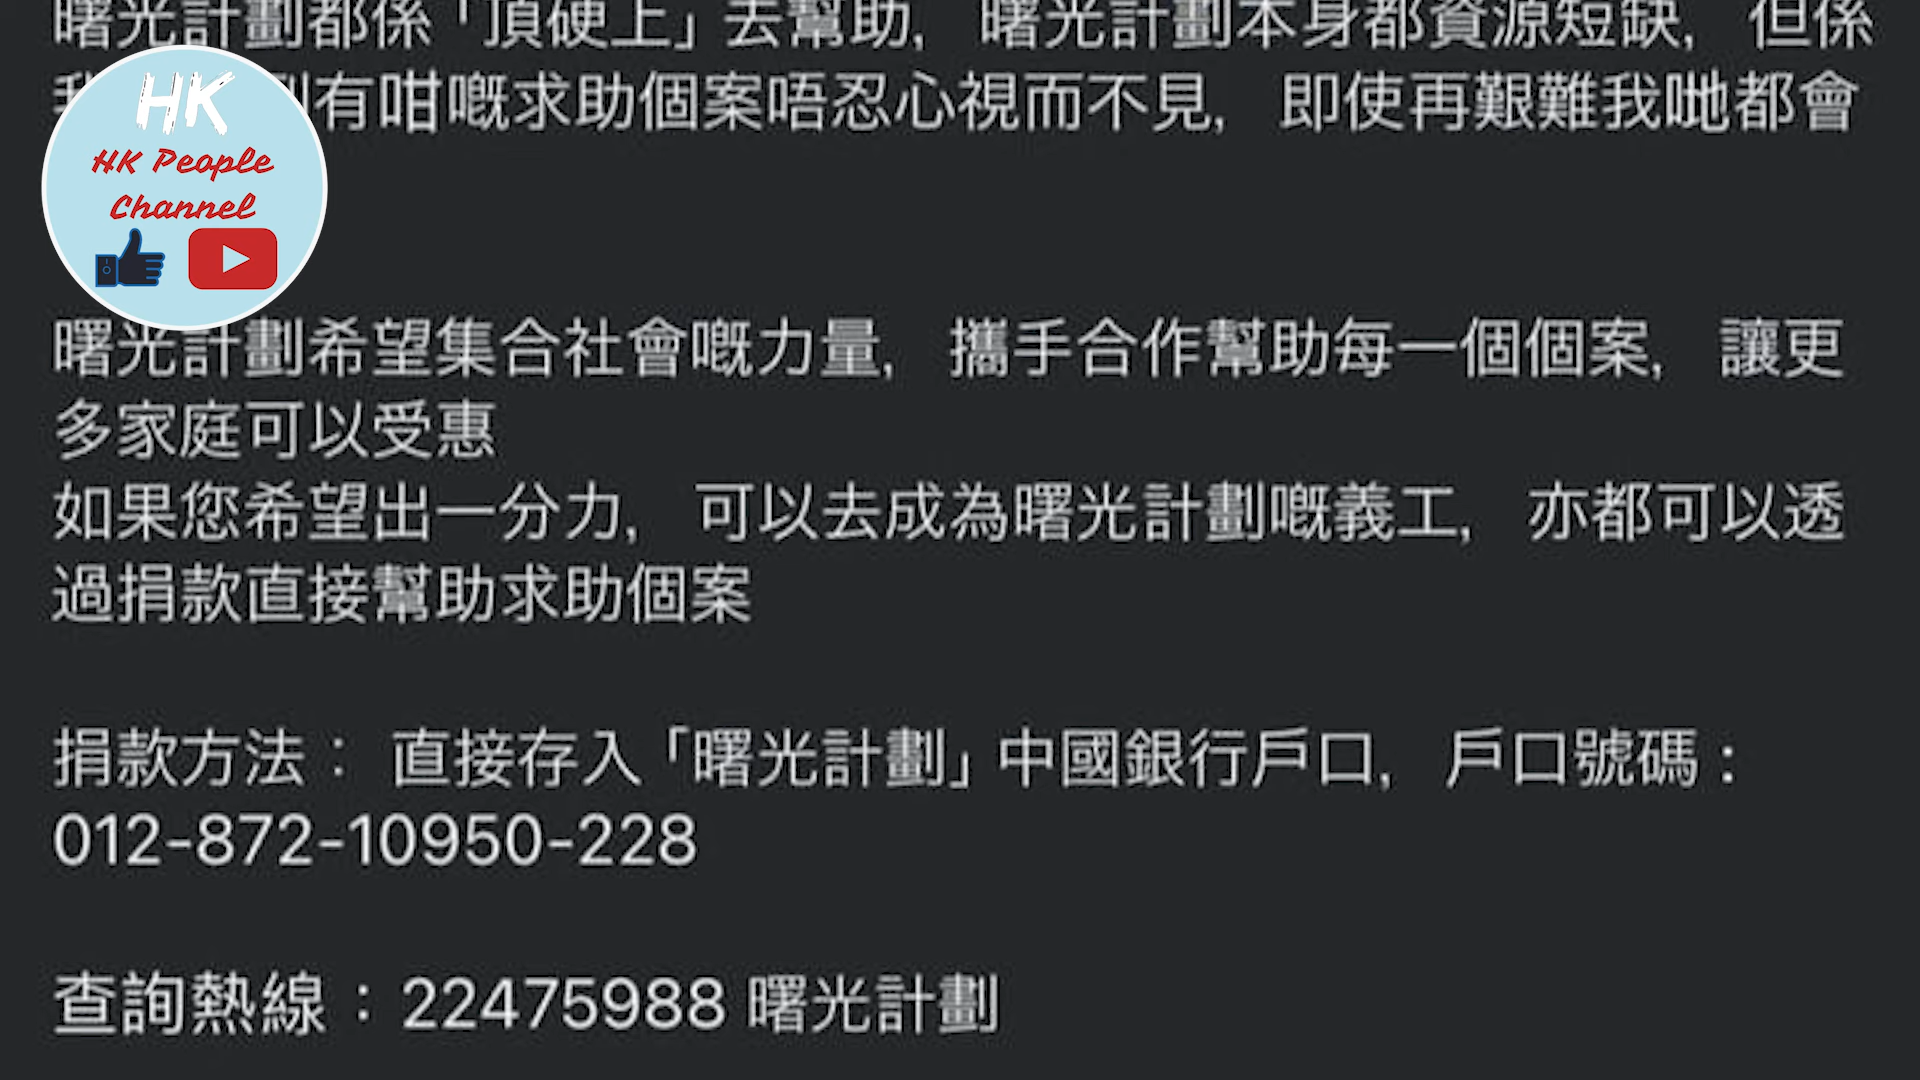 曙光計劃都係「頂硬上」去幫助，曙光計劃本身都資源短缺，但係
有咁嘅求助個案唔忍心視而不見，即使再艱難我哋都會
HK
HK People
Channel
曙光計劃希望集合社會嘅力量，攜手合作幫助每一個個案，讓更
多家庭可以受惠
如果您希望出一分力，可以去成為曙光計劃嘅義工，亦都可以透
過捐款直接幫助求助個案
捐款方法：直接存入「曙光計劃」中國銀行戶口，戶口號碼：
012-872-10950-228
查詢熱線：22475988 曙光計劃